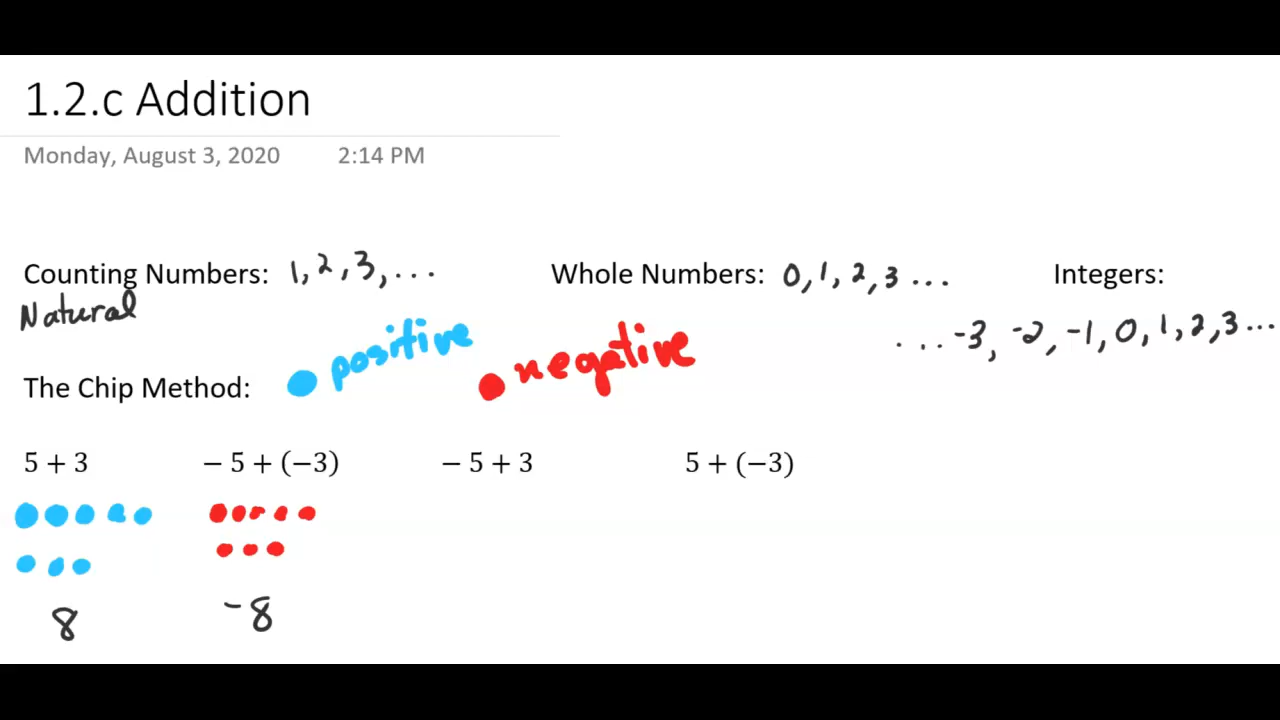 1.2.c Addition
Monday, August 3, 2020 2:14 PM
Counting Numbers: 1, 2, 3, ... Whole Numbers: 0, 1, 2, 3 ... Integers:
Natural
... -3, -2, -1, 0, 1, 2, 3 ...
positive negative
The Chip Method:
5 + 3 − 5 + (−3) − 5 + 3 5 + (−3)
8 -8